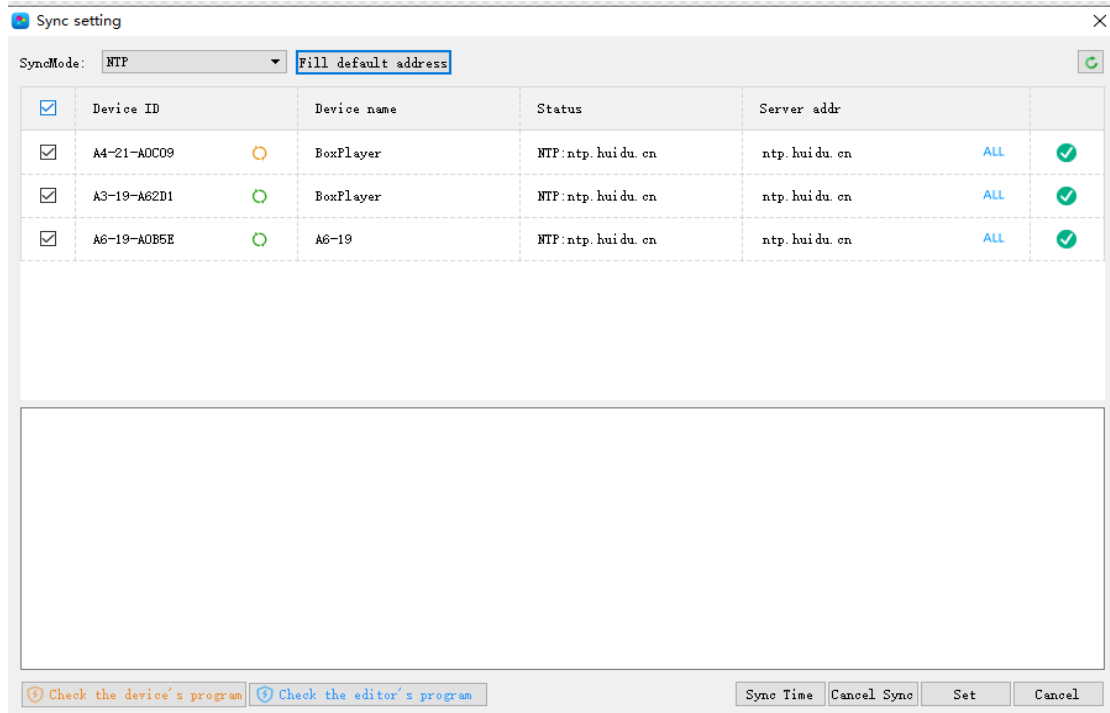 Sync setting
SyncMode: NTP Fill default address
Device ID Device name Status Server addr
A4-21-A0C09 BoxPlayer NTP:ntp.huidu.cn ntp.huidu.cn ALL
A3-19-A62D1 BoxPlayer NTP:ntp.huidu.cn ntp.huidu.cn ALL
A6-19-A0B5E A6-19 NTP:ntp.huidu.cn ntp.huidu.cn ALL
Check the device's program Check the editor's program Sync Time Cancel Sync Set Cancel